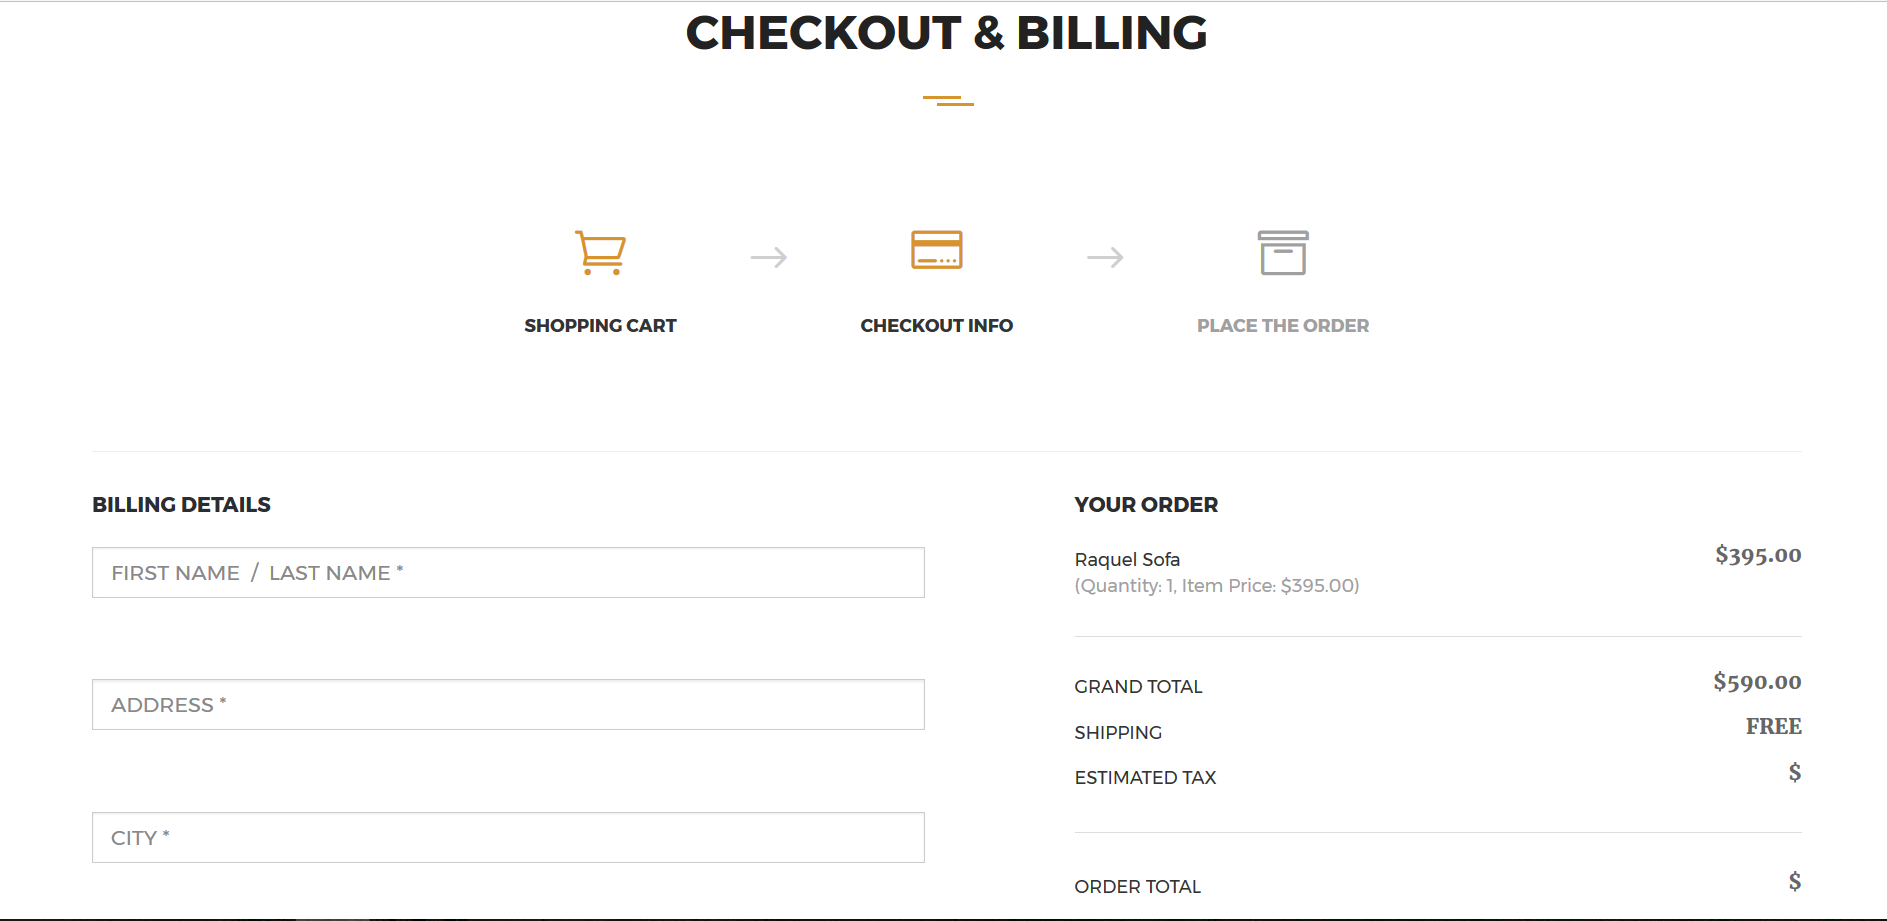 CHECKOUT & BILLING
SHOPPING CART
CHECKOUT INFO
PLACE THE ORDER
BILLING DETAILS
FIRST NAME / LAST NAME *
ADDRESS *
CITY *
YOUR ORDER
Raquel Sofa $395.00
(Quantity: 1, Item Price: $395.00)
GRAND TOTAL $590.00
SHIPPING FREE
ESTIMATED TAX $
ORDER TOTAL $